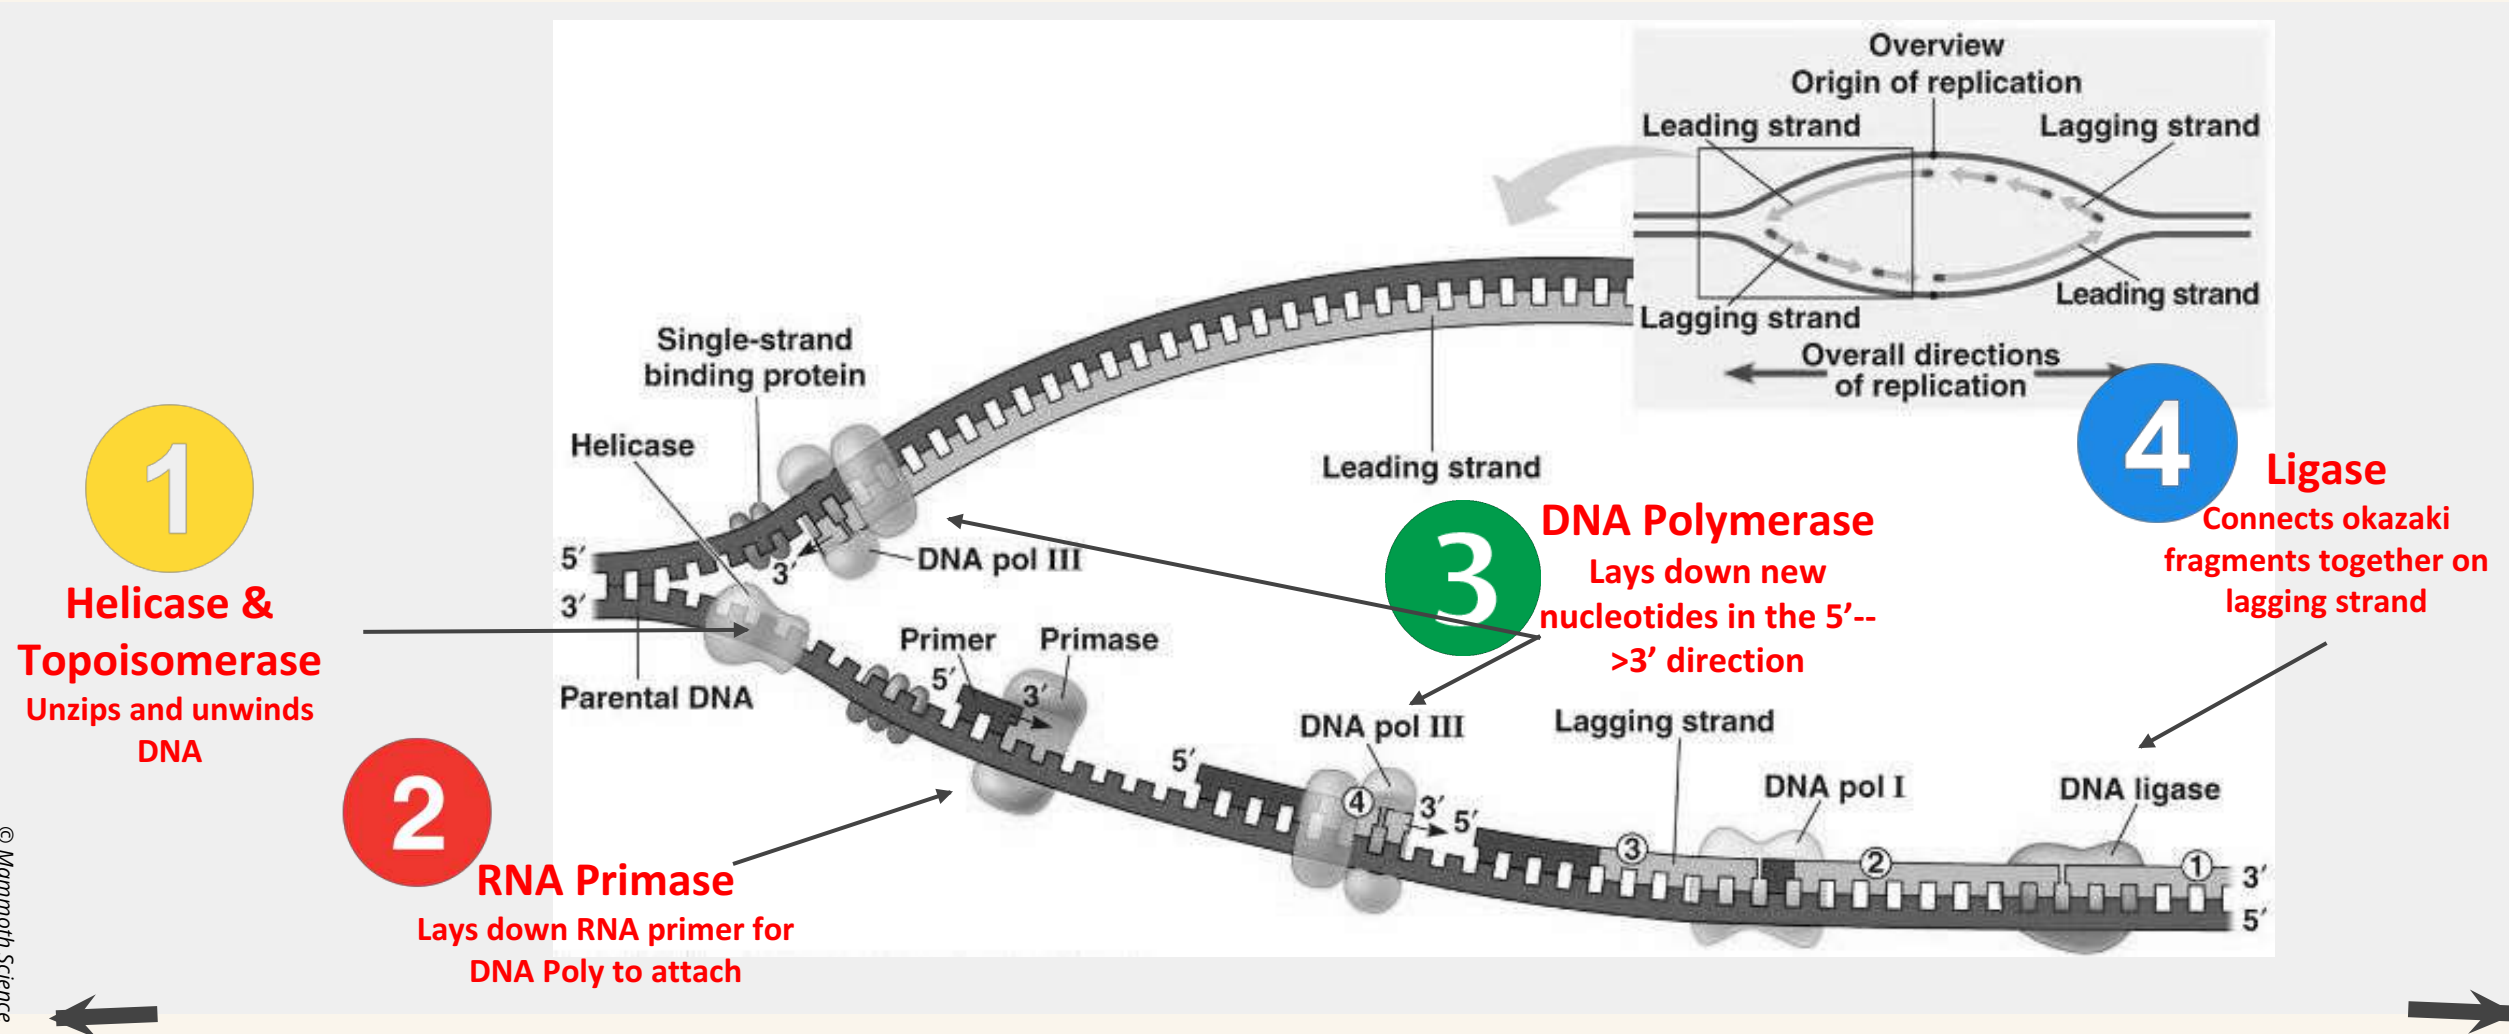 Overview
Origin of replication
Leading strand
Lagging strand
Lagging strand
Leading strand
Overall directions
of replication
Single-strand
binding protein
Helicase
Leading strand
5′
3′
3′
DNA pol III
Parental DNA
Primer
Primase
5′
3′
5′
DNA pol III
4
3′
5′
Lagging strand
3
DNA pol I
2
DNA ligase
1
3′
5′
1
Helicase &
Topoisomerase
Unzips and unwinds
DNA
2
RNA Primase
Lays down RNA primer for
DNA Poly to attach
3
DNA Polymerase
Lays down new
nucleotides in the 5’--
>3’ direction
4
Ligase
Connects okazaki
fragments together on
lagging strand
© Mammoth Science